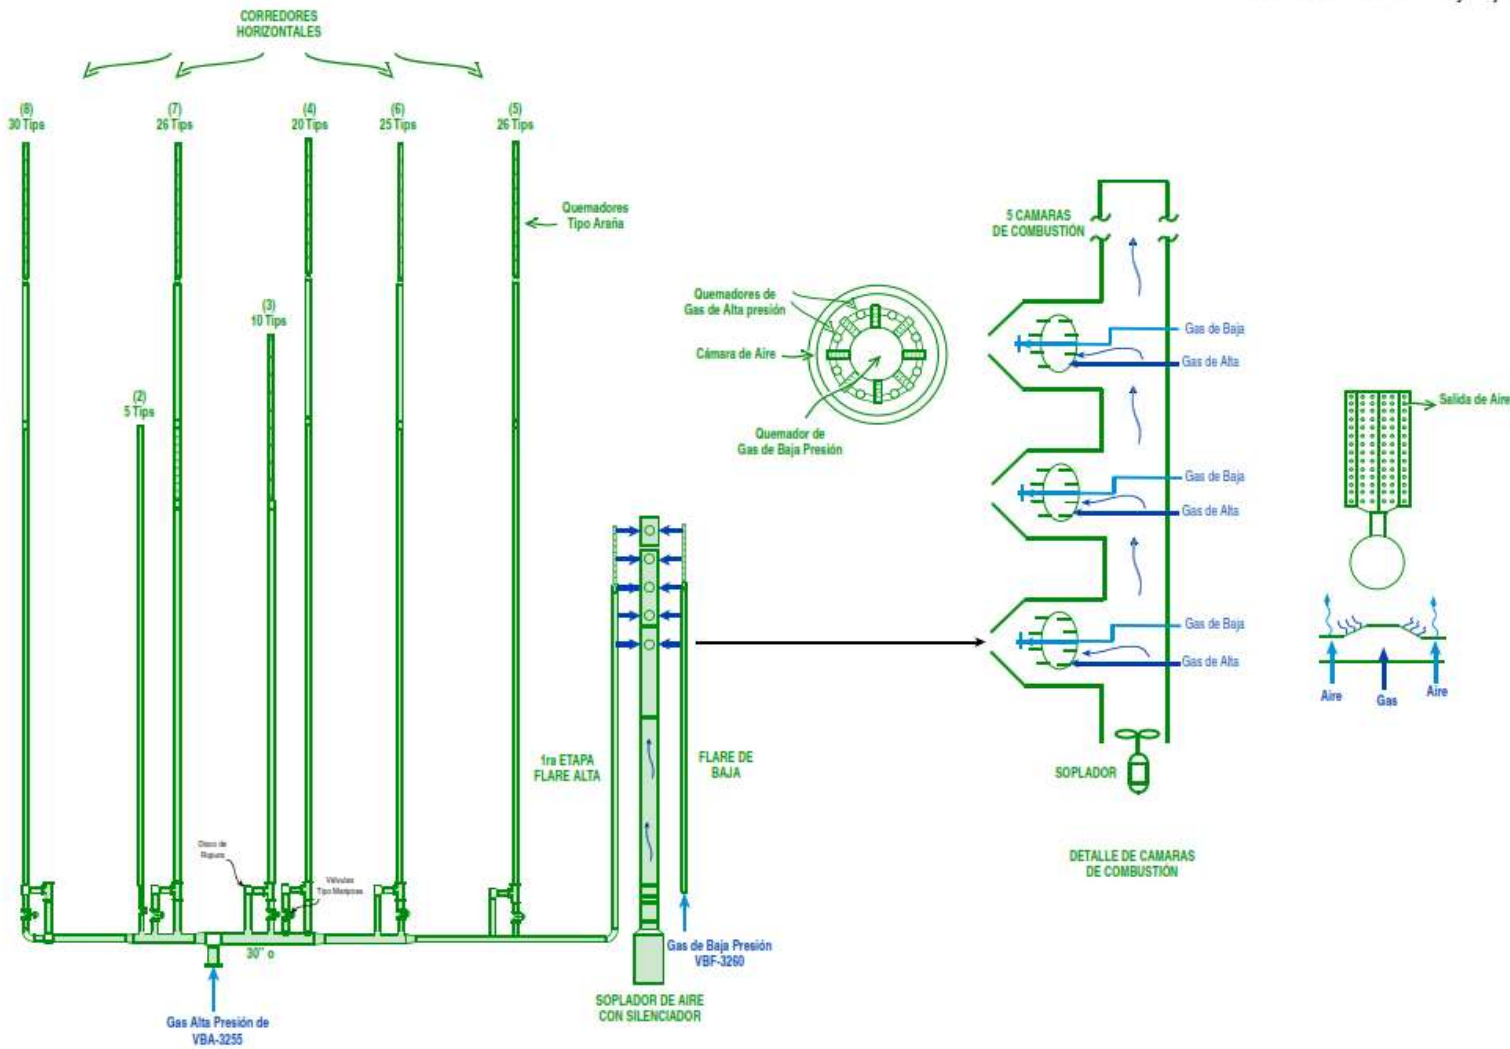 CORREDORES
HORIZONTALES
(8)
30 Tips
(7)
26 Tips
(4)
20 Tips
(6)
25 Tips
(5)
26 Tips
Quemadores
Tipo Araña
(3)
10 Tips
(2)
5 Tips
5 CAMARAS
DE COMBUSTIÓN
Quemadores de
Gas de Alta presión
Cámara de Aire
Quemador de
Gas de Baja Presión
Gas de Baja
Gas de Alta
Gas de Baja
Gas de Alta
Gas de Baja
Gas de Alta
Salida de Aire
Aire
Gas
Aire
1ra ETAPA
FLARE ALTA
FLARE DE
BAJA
SOPLADOR
DETALLE DE CAMARAS
DE COMBUSTIÓN
Disco de
Ruptura
Válvulas
Tipo Mariposa
30" o
Gas de Baja Presión
VBF-3260
SOPLADOR DE AIRE
CON SILENCIADOR
Gas Alta Presión de
VBA-3255